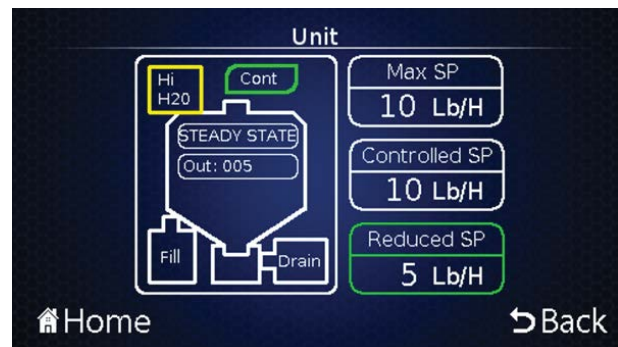 Unit
Hi
H20
Cont
STEADY STATE
Out: 005
Fill
Drain
Max SP
10 Lb/H
Controlled SP
10 Lb/H
Reduced SP
5 Lb/H
Home
Back